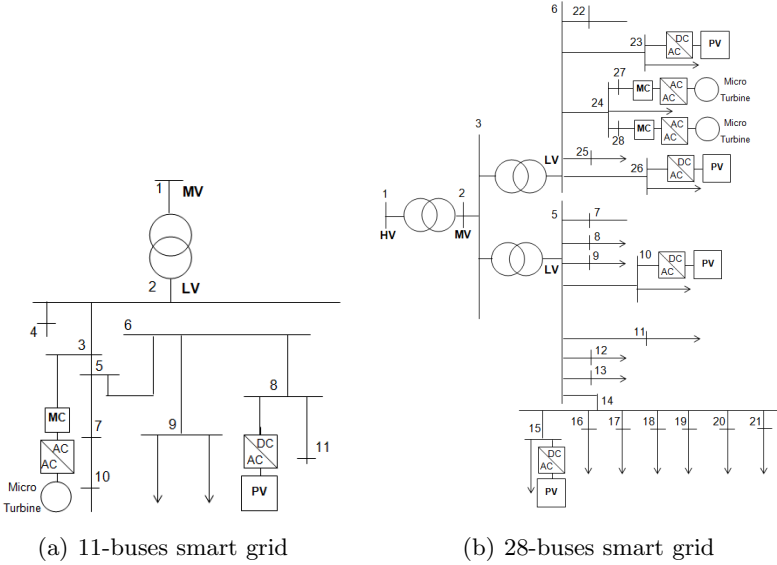 1
MV
2
LV
4
3
5
6
7
8
9
10
11
MC
AC
AC
Micro
Turbine
DC
AC
PV
(a) 11-buses smart grid
1
HV
2
MV
3
LV
6
22
23
DC
AC
PV
27
MC
AC
AC
Micro
Turbine
24
28
MC
AC
AC
Micro
Turbine
25
26
DC
AC
PV
LV
5
7
8
9
10
DC
AC
PV
11
12
13
14
15
16
17
18
19
20
21
DC
AC
PV
(b) 28-buses smart grid